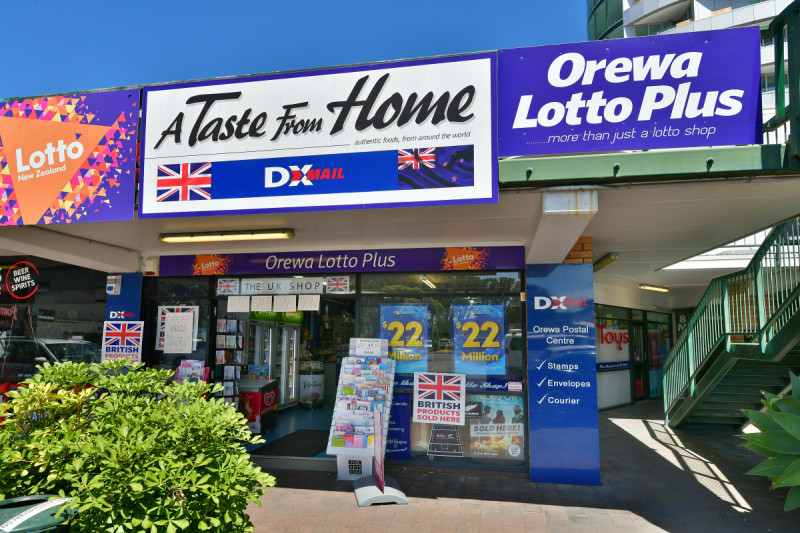 Lotto
New Zealand
A Taste From Home
authentic foods, from around the world
DX MAIL
Orewa
Lotto Plus
.......more than just a lotto shop
Lotto
Orewa Lotto Plus
Lotto
BEER
WINE
SPIRITS
THE UK SHOP
DX MAIL
BRITISH
PRODUCTS
$22
Million
$22
Million
BRITISH
PRODUCTS
SOLD HERE
SOLD HERE!
DX MAIL
Orewa Postal
Centre
✓ Stamps
✓ Envelopes
✓ Courier
Toys